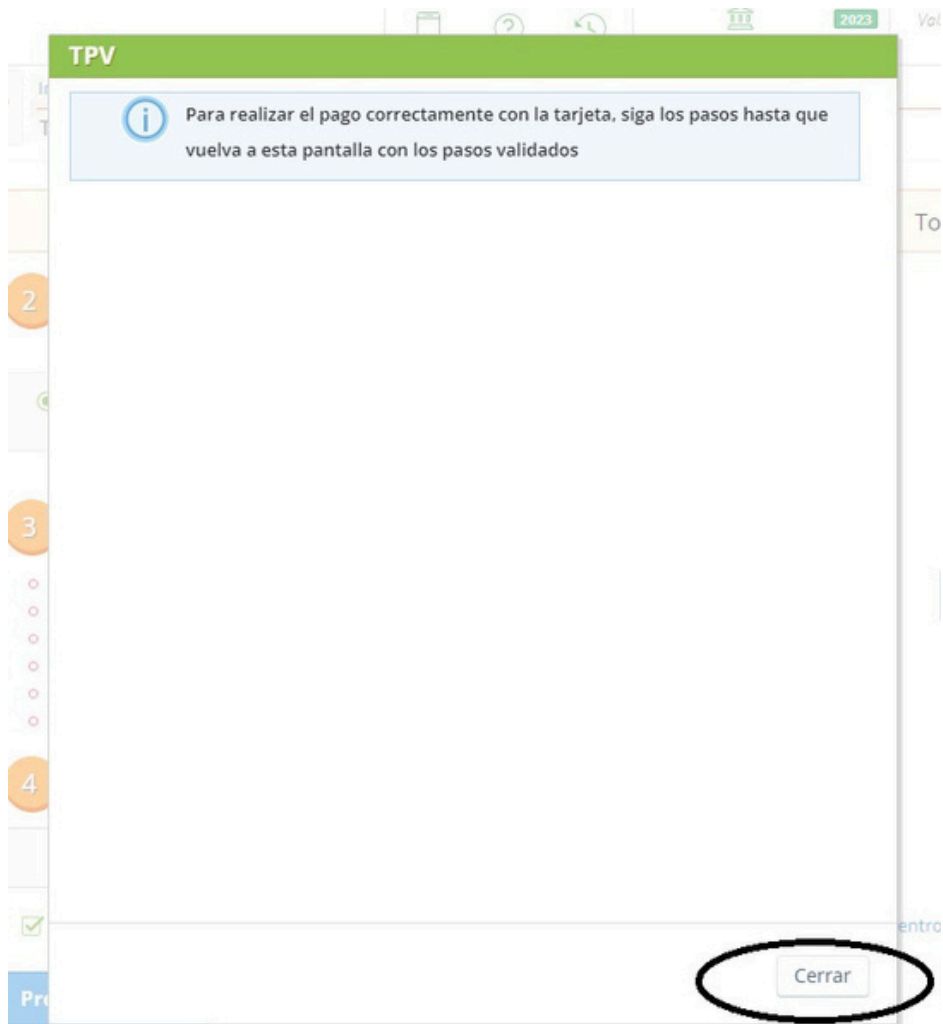 2023
TPV
Para realizar el pago correctamente con la tarjeta, siga los pasos hasta que
vuelva a esta pantalla con los pasos validados
To
2
3
4
entro
Cerrar
Pre